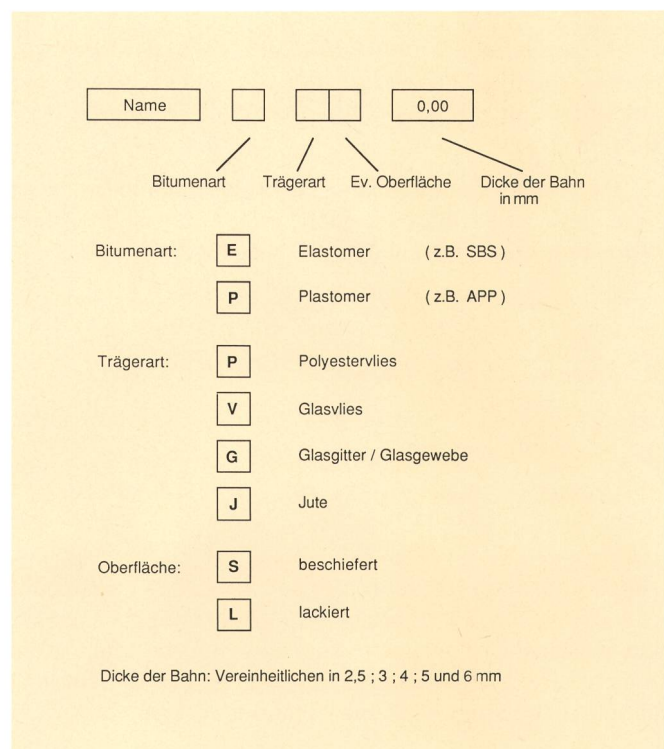 Name 0,00
Bitumenart Trägerart Ev. Oberfläche Dicke der Bahn
in mm
Bitumenart: E Elastomer ( z.B. SBS )
P Plastomer ( z.B. APP )
Trägerart: P Polyestervlies
V Glasvlies
G Glasgitter / Glasgewebe
J Jute
Oberfläche: S beschiefert
L lackiert
Dicke der Bahn: Vereinheitlichen in 2,5 ; 3 ; 4 ; 5 und 6 mm